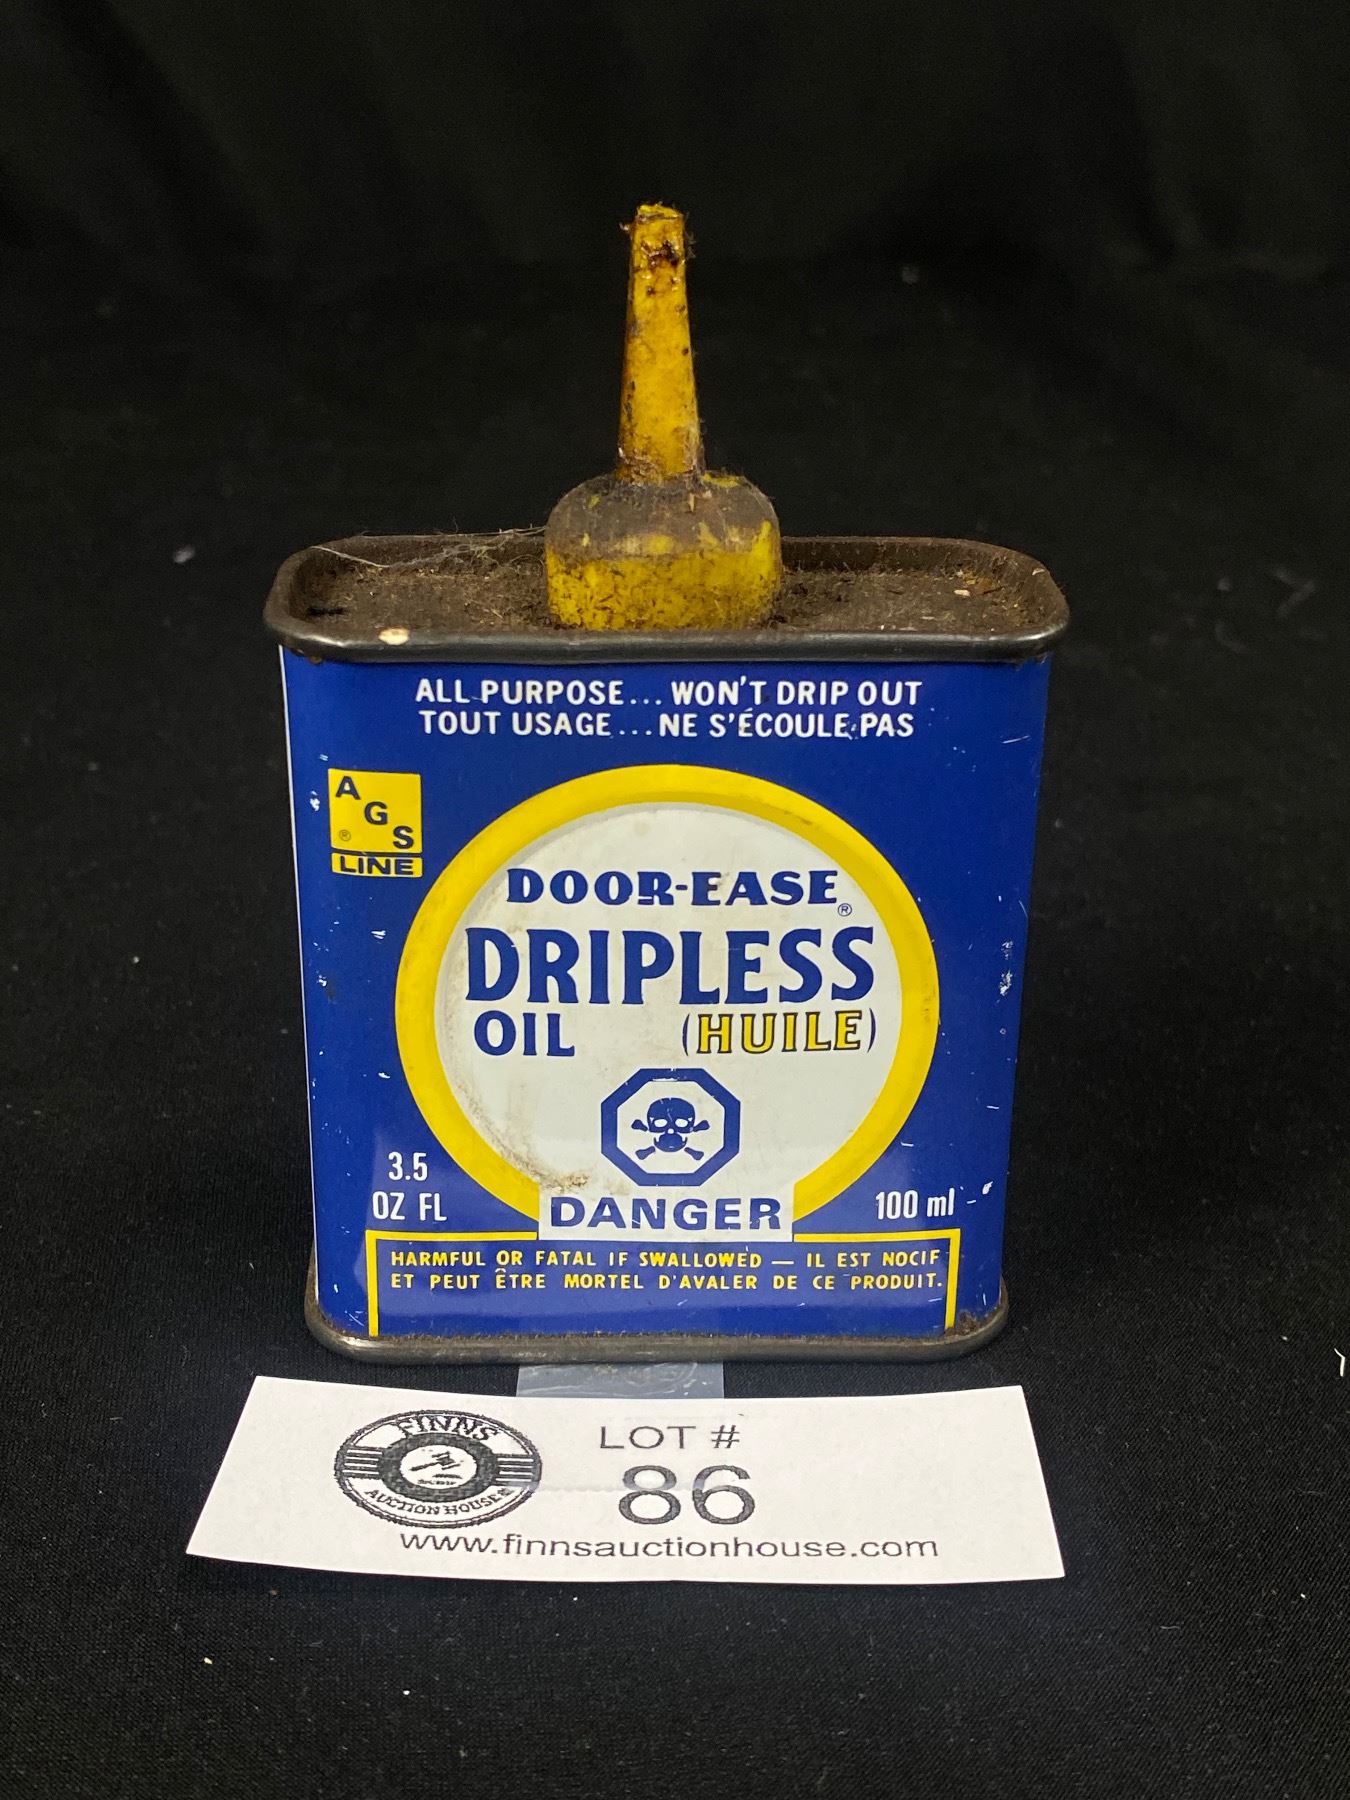 ALL PURPOSE... WON'T DRIP OUT
TOUT USAGE...NE S'ÉCOULE PAS
A
G
® S
LINE
DOOR-EASE®
DRIPLESS
OIL (HUILE)
3.5
OZ FL
DANGER
100 ml
HARMFUL OR FATAL IF SWALLOWED — IL EST NOCIF
ET PEUT ÊTRE MORTEL D'AVALER DE CE PRODUIT.
FINNS
AUCTION HOUSE
LOT #
86
www.finnsauctionhouse.com